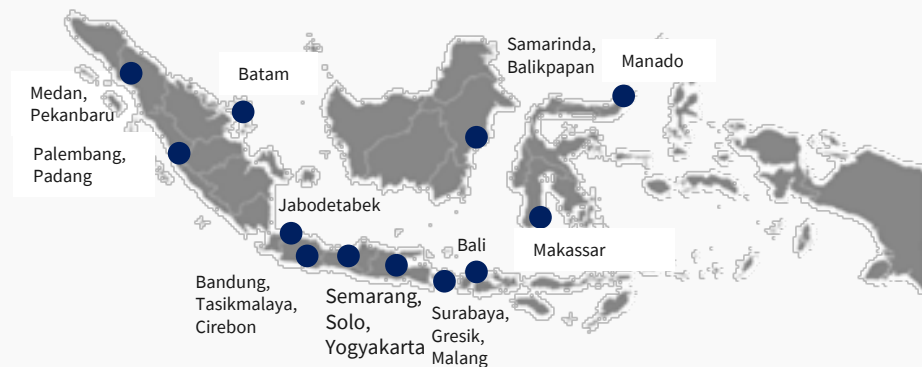 Samarinda,
Balikpapan
Manado
Batam
Medan,
Pekanbaru
Palembang,
Padang
Jabodetabek
Bali
Makassar
Bandung,
Tasikmalaya,
Cirebon
Semarang,
Solo,
Yogyakarta
Surabaya,
Gresik,
Malang